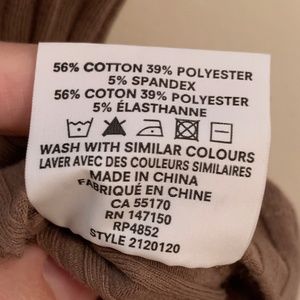 56% COTTON 39% POLYESTER
5% SPANDEX
56% COTTON 39% POLYESTER
5% ÉLASTHANNE
WASH WITH SIMILAR COLOURS
LAVER AVEC DES COULEURS SIMILAIRES
MADE IN CHINA
FABRIQUÉ EN CHINE
CA 55170
RN 147150
RP4852
STYLE 2120120